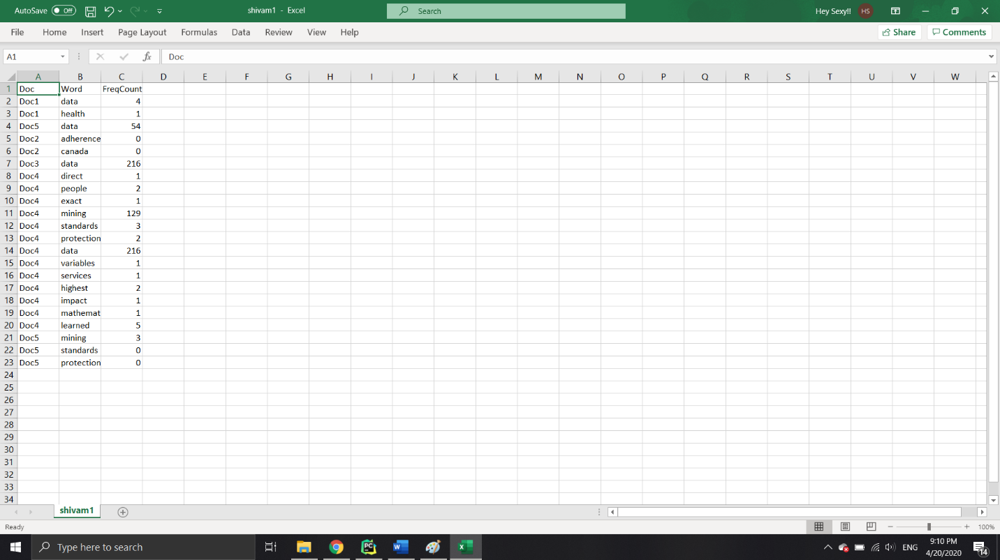 AutoSave Off shivam1 - Excel Search Hey Sexy!! HS
File Home Insert Page Layout Formulas Data Review View Help Share Comments
A1 fx Doc
A B C D E F G H I J K L M N O P Q R S T U V W
1 Doc Word FreqCount
2 Doc1 data 4
3 Doc1 health 1
4 Doc5 data 54
5 Doc2 adherence 0
6 Doc2 canada 0
7 Doc3 data 216
8 Doc4 direct 1
9 Doc4 people 2
10 Doc4 exact 1
11 Doc4 mining 129
12 Doc4 standards 3
13 Doc4 protection 2
14 Doc4 data 216
15 Doc4 variables 1
16 Doc4 services 1
17 Doc4 highest 2
18 Doc4 impact 1
19 Doc4 mathemat 1
20 Doc4 learned 5
21 Doc5 mining 3
22 Doc5 standards 0
23 Doc5 protection 0
24
25
26
27
28
29
30
31
32
33
34
shivam1
Ready 100%
Type here to search PC W X ENG 9:10 PM 14
4/20/2020